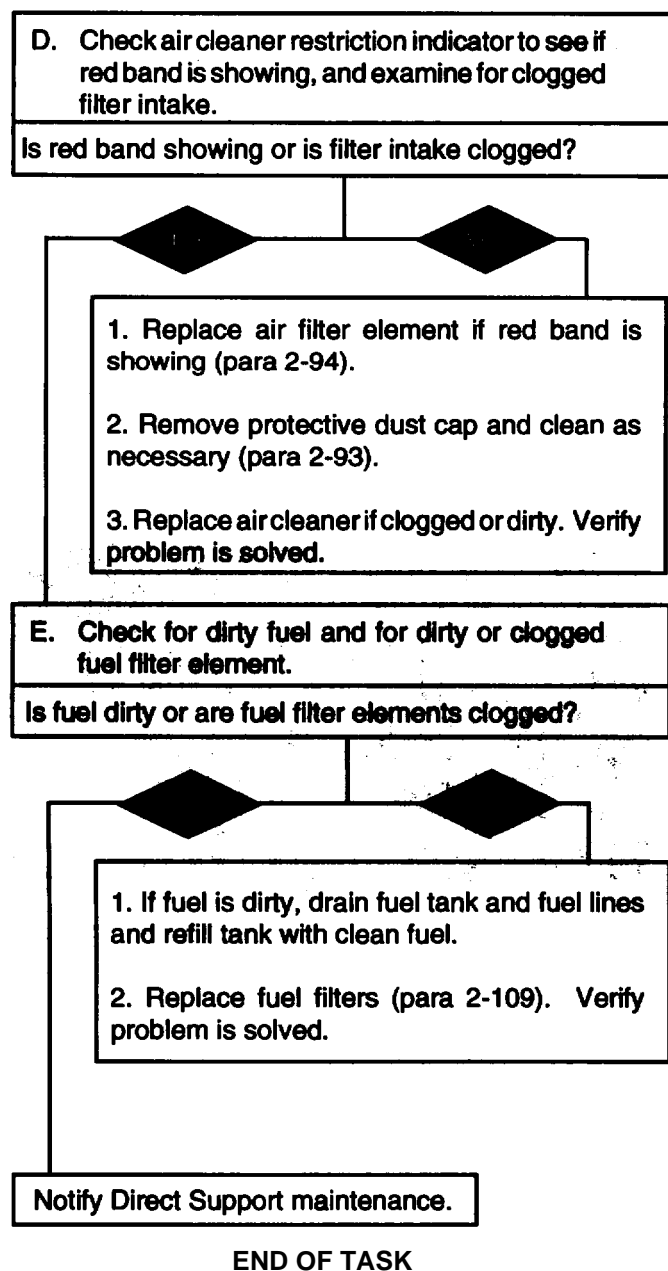 D. Check air cleaner restriction indicator to see if
red band is showing, and examine for clogged
filter intake.
Is red band showing or is filter intake clogged?
1. Replace air filter element if red band is
showing (para 2-94).
2. Remove protective dust cap and clean as
necessary (para 2-93).
3. Replace air cleaner if clogged or dirty. Verify
problem is solved.
E. Check for dirty fuel and for dirty or clogged
fuel filter element.
Is fuel dirty or are fuel filter elements clogged?
1. If fuel is dirty, drain fuel tank and fuel lines
and refill tank with clean fuel.
2. Replace fuel filters (para 2-109). Verify
problem is solved.
Notify Direct Support maintenance.
END OF TASK